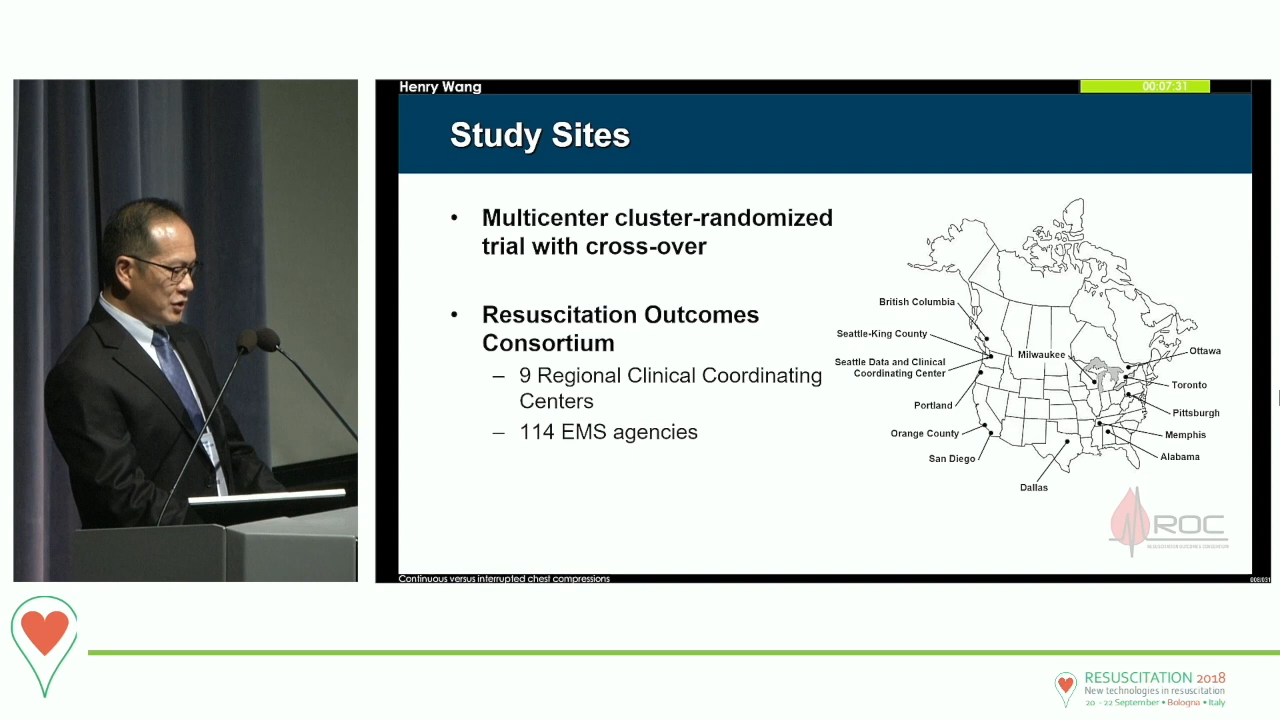 Henry Wang
00:07:31
Study Sites
• Multicenter cluster-randomized
trial with cross-over
• Resuscitation Outcomes
Consortium
– 9 Regional Clinical Coordinating
Centers
– 114 EMS agencies
British Columbia
Seattle-King County
Milwaukee
Seattle Data and Clinical
Coordinating Center
Portland
Orange County
San Diego
Dallas
Ottawa
Toronto
Pittsburgh
Memphis
Alabama
ROC
RESUSCITATION OUTCOMES CONSORTIUM
Continuous versus interrupted chest compressions
RESUSCITATION 2018
New technologies in resuscitation
20 - 22 September • Bologna • Italy